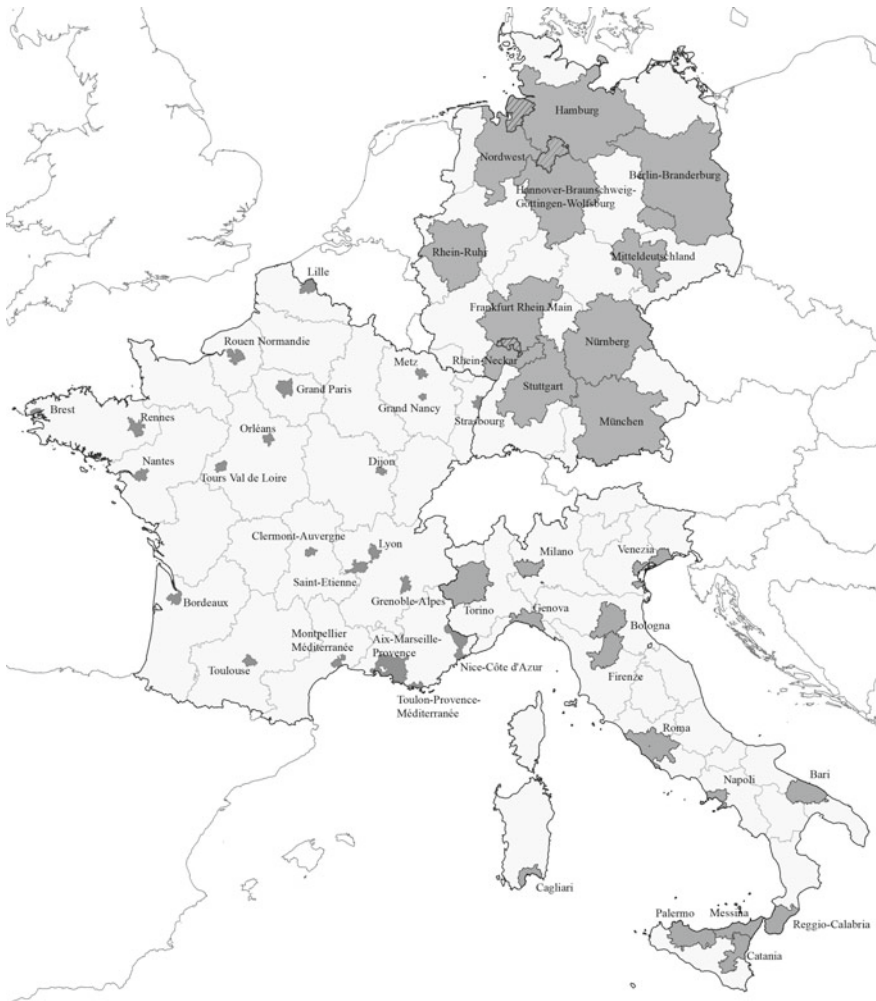 Hamburg
Nordwest
Berlin-Branderburg
Hannover-Braunschweig-
Göttingen-Wolfsburg
Rhein-Ruhr
Mitteldeutschland
Lille
Frankfurt Rhein.Main
Rouen Normandie
Nürnberg
Metz
Rhein-Neckar
Grand Paris
Stuttgart
Grand Nancy
Brest
Rennes
Strasbourg
München
Orléans
Nantes
Dijon
Tours Val de Loire
Clermont-Auvergne
Lyon
Milano
Venezia
Saint-Etienne
Grenoble-Alpes
Bordeaux
Torino
Genova
Bologna
Montpellier
Méditerranée
Aix-Marseille-
Provence
Toulouse
Nice-Côte d'Azur
Firenze
Toulon-Provence-
Méditerranée
Roma
Napoli
Bari
Cagliari
Palermo
Messina
Reggio-Calabria
Catania